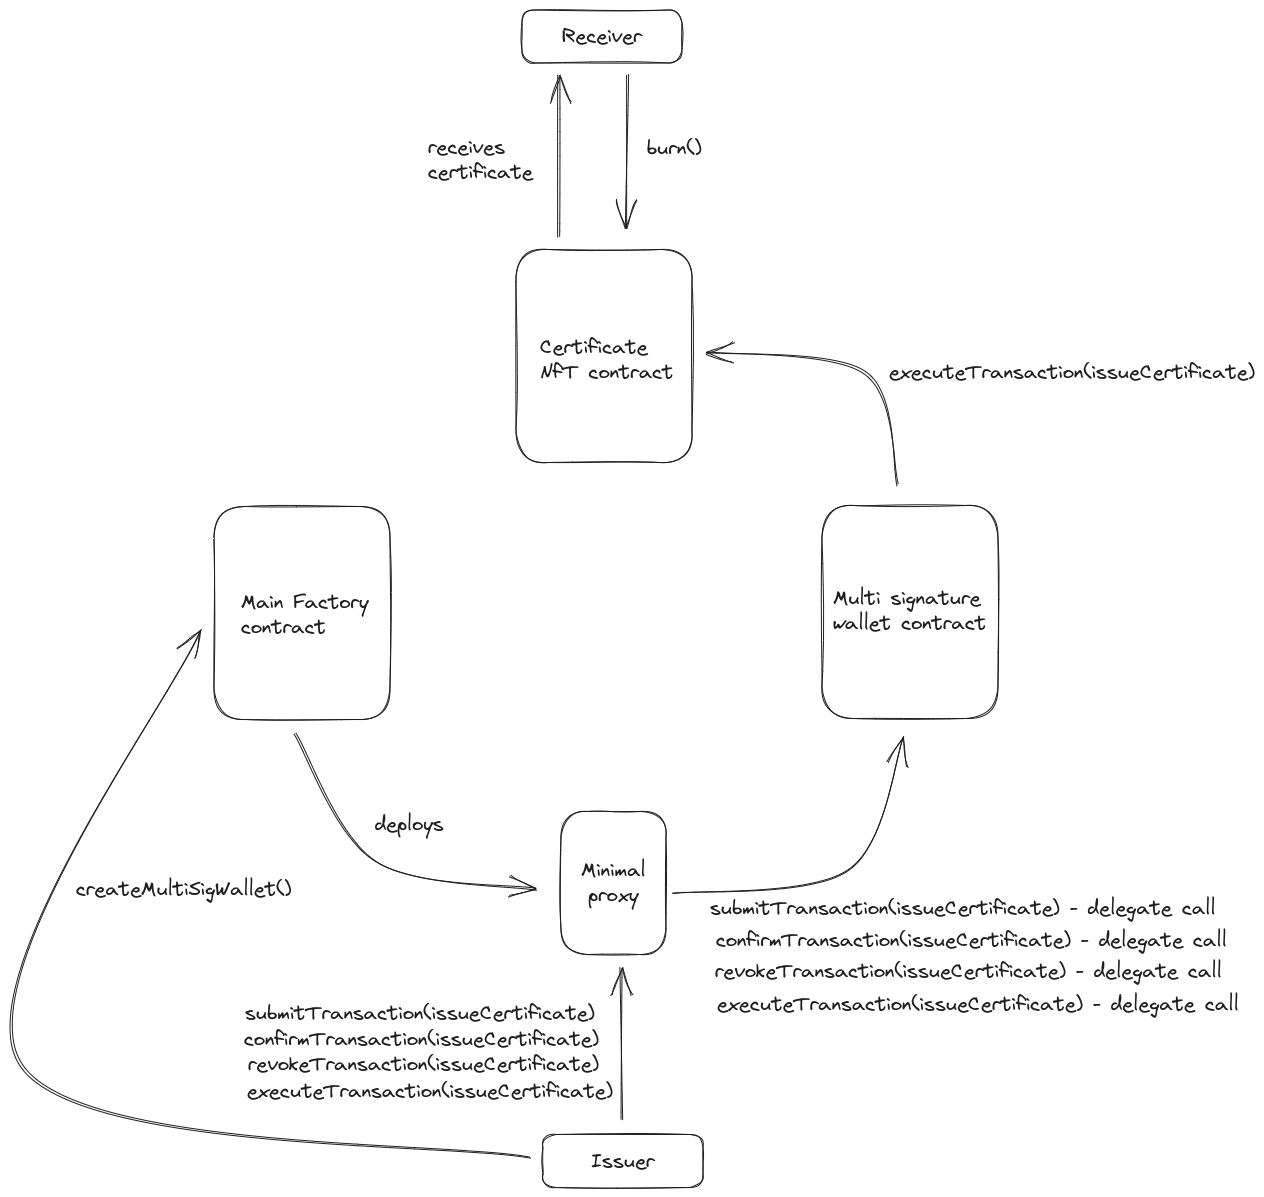 Receiver
receives
certificate
burn()
Certificate
NFT contract
executeTransaction(issueCertificate)
Main Factory
contract
Multi signature
wallet contract
deploys
createMultiSigWallet()
Minimal
proxy
submitTransaction(issueCertificate) - delegate call
confirmTransaction(issueCertificate) - delegate call
revokeTransaction(issueCertificate) - delegate call
executeTransaction(issueCertificate) - delegate call
submitTransaction(issueCertificate)
confirmTransaction(issueCertificate)
revokeTransaction(issueCertificate)
executeTransaction(issueCertificate)
Issuer